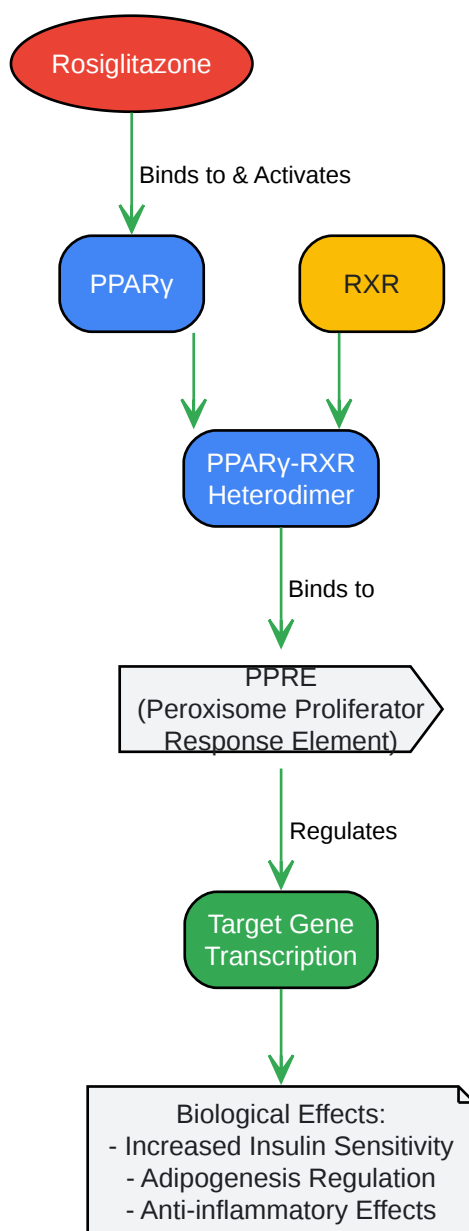 Rosiglitazone
Binds to & Activates
PPARγ
RXR
PPARγ-RXR
Heterodimer
Binds to
PPRE
(Peroxisome Proliferator
Response Element)
Regulates
Target Gene
Transcription
Biological Effects:
- Increased Insulin Sensitivity
- Adipogenesis Regulation
- Anti-inflammatory Effects